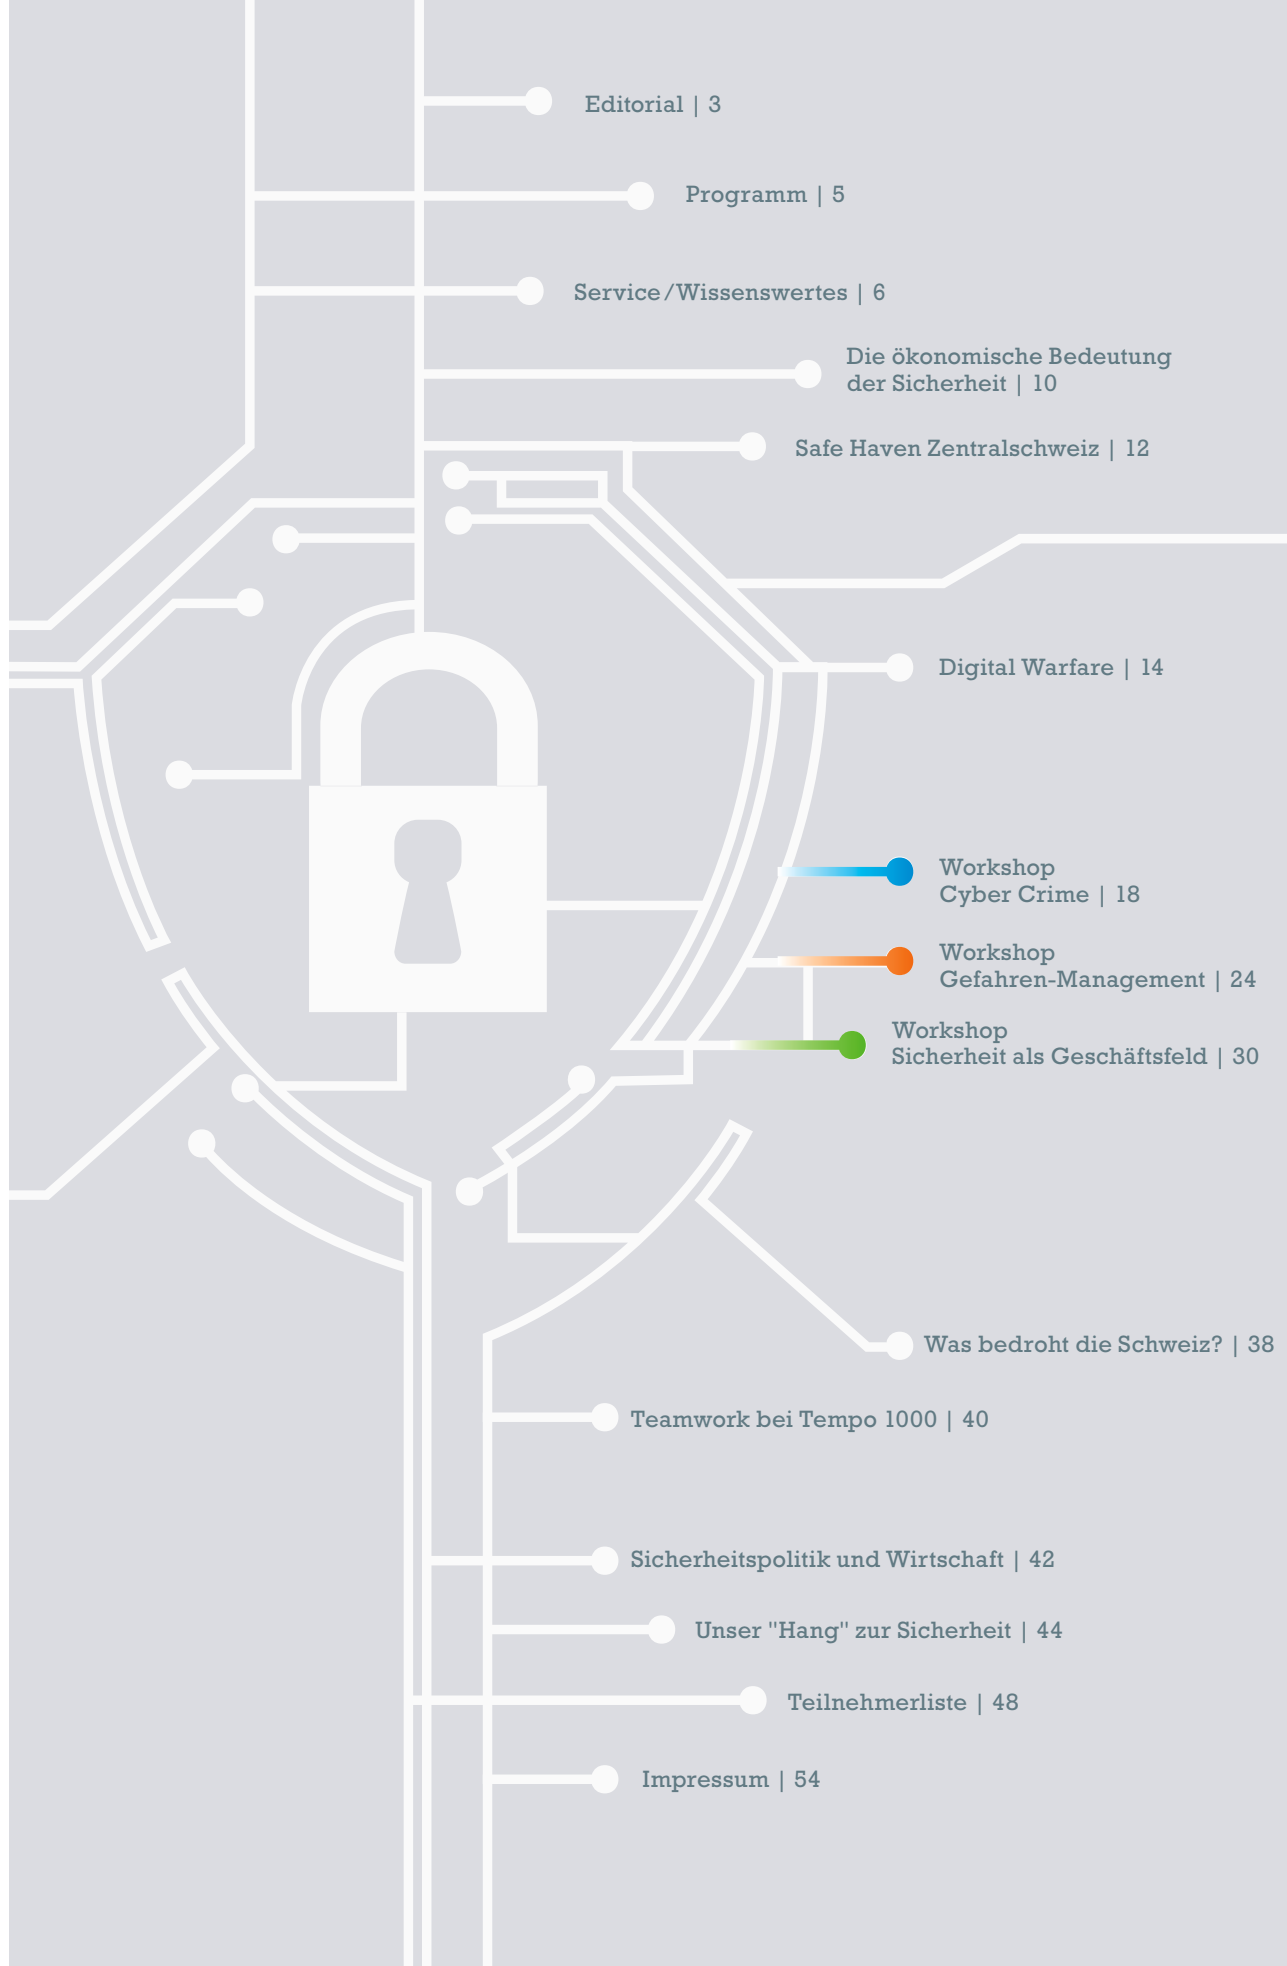 Editorial | 3
Programm | 5
Service/Wissenswertes | 6
Die ökonomische Bedeutung
der Sicherheit | 10
Safe Haven Zentralschweiz | 12
Digital Warfare | 14
Workshop
Cyber Crime | 18
Workshop
Gefahren-Management | 24
Workshop
Sicherheit als Geschäftsfeld | 30
Was bedroht die Schweiz? | 38
Teamwork bei Tempo 1000 | 40
Sicherheitspolitik und Wirtschaft | 42
Unser "Hang" zur Sicherheit | 44
Teilnehmerliste | 48
Impressum | 54